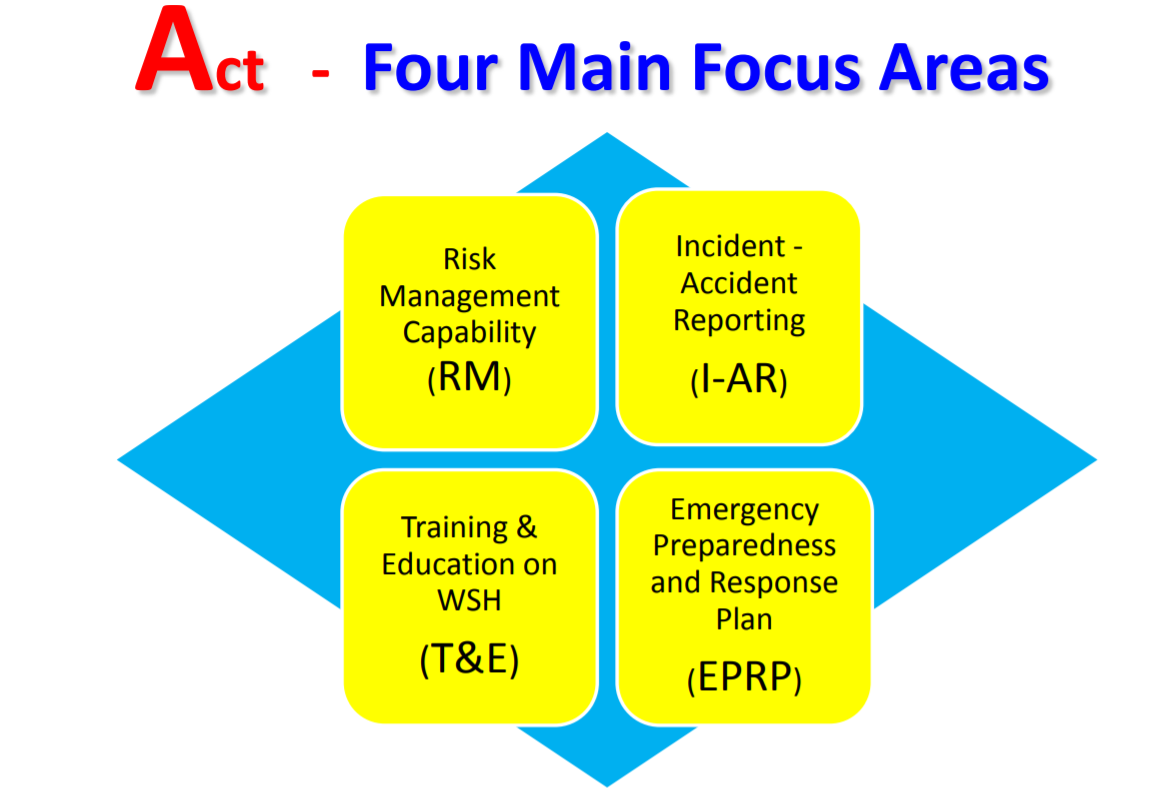 Act - Four Main Focus Areas
Risk
Management
Capability
(RM)
Incident -
Accident
Reporting
(I-AR)
Training &
Education on
WSH
(T&E)
Emergency
Preparedness
and Response
Plan
(EPRP)